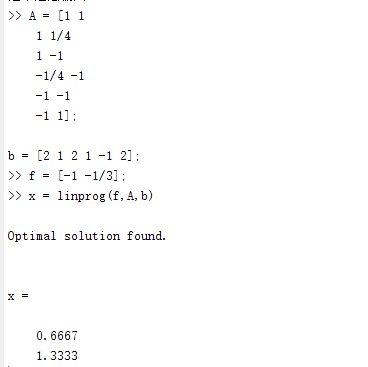 >> A = [1 1
1 1/4
1 -1
-1/4 -1
-1 -1
-1 1];
b = [2 1 2 1 -1 2];
>> f = [-1 -1/3];
>> x = linprog(f,A,b)
Optimal solution found.
x =
0.6667
1.3333